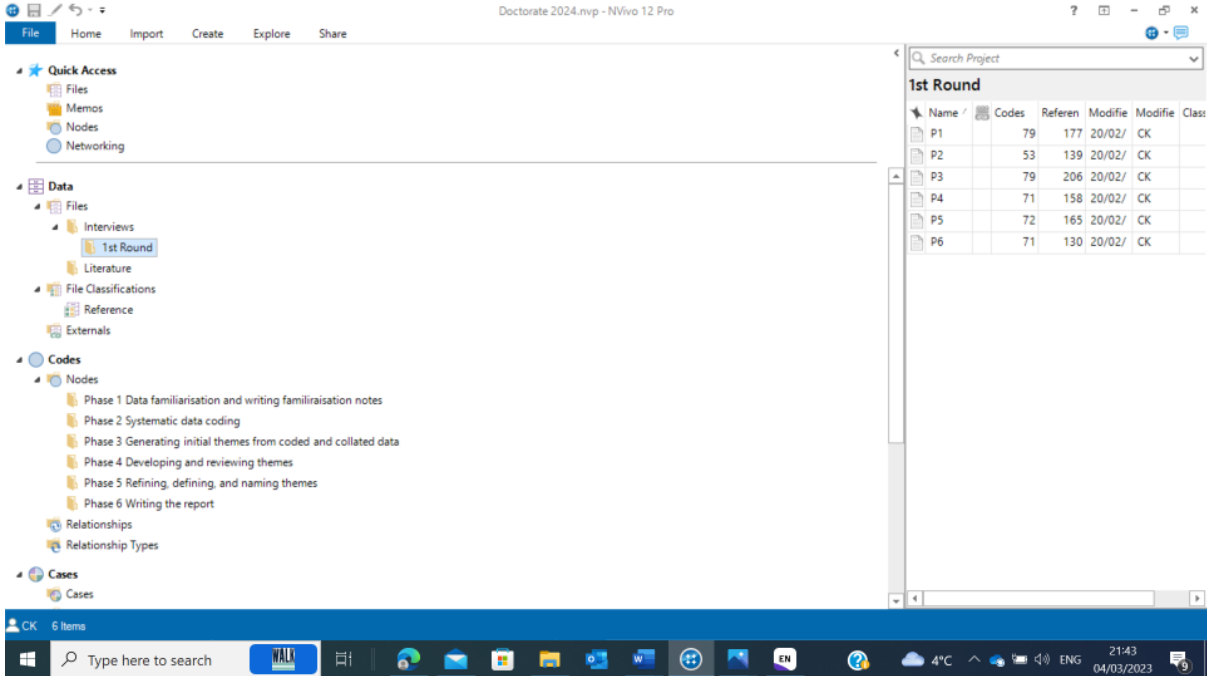 Doctorate 2024.nvp - NVivo 12 Pro
File Home Import Create Explore Share
Quick Access
Files
Memos
Nodes
Networking
Data
Files
Interviews
1st Round
Literature
File Classifications
Reference
Externals
Codes
Nodes
Phase 1 Data familiarisation and writing familiraisation notes
Phase 2 Systematic data coding
Phase 3 Generating initial themes from coded and collated data
Phase 4 Developing and reviewing themes
Phase 5 Refining, defining, and naming themes
Phase 6 Writing the report
Relationships
Relationship Types
Cases
Cases
Search Project
1st Round
Name Codes Referen Modifie Modifie Class
P1 79 177 20/02/ CK
P2 53 139 20/02/ CK
P3 79 206 20/02/ CK
P4 71 158 20/02/ CK
P5 72 165 20/02/ CK
P6 71 130 20/02/ CK
CK 6 Items
Type here to search WALK EN 4°C ENG 21:43
04/03/2023 9